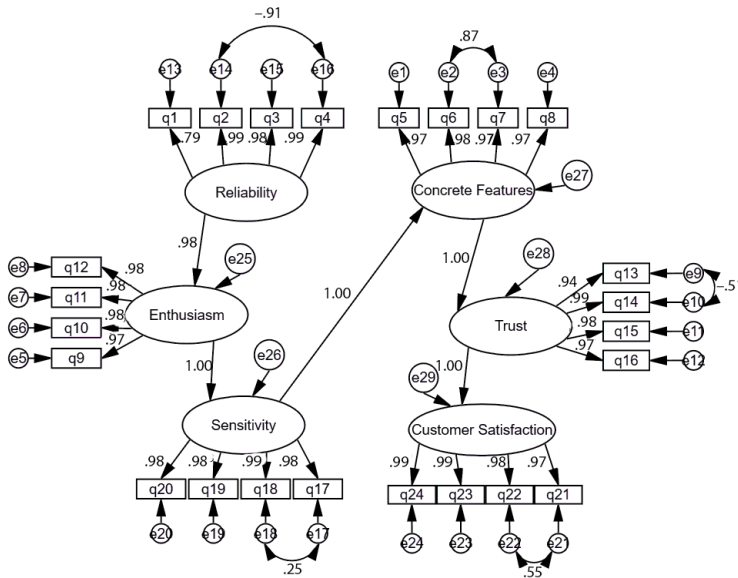 -.91
.87
e13 e14 e15 e16
e1 e2 e3 e4
q1 q2 q3 q4
q5 q6 q7 q8
.79 .99 .98 .99
.97 .98 .97 .97
Reliability
Concrete Features
e27
.98
e25
1.00
e28
e8 q12 .98
e7 q11 .98
e6 q10 .98
e5 q9 .97
Enthusiasm
1.00
Trust
.94 q13 e9
.99 q14 e10
.98 q15 e11
.97 q16 e12
-.5
1.00
e26
1.00
e29
Sensitivity
Customer Satisfaction
.98 .98 .99 .98
.99 .99 .98 .97
q20 q19 q18 q17
q24 q23 q22 q21
e20 e19 e18 e17
e24 e23 e22 e21
.25
.55